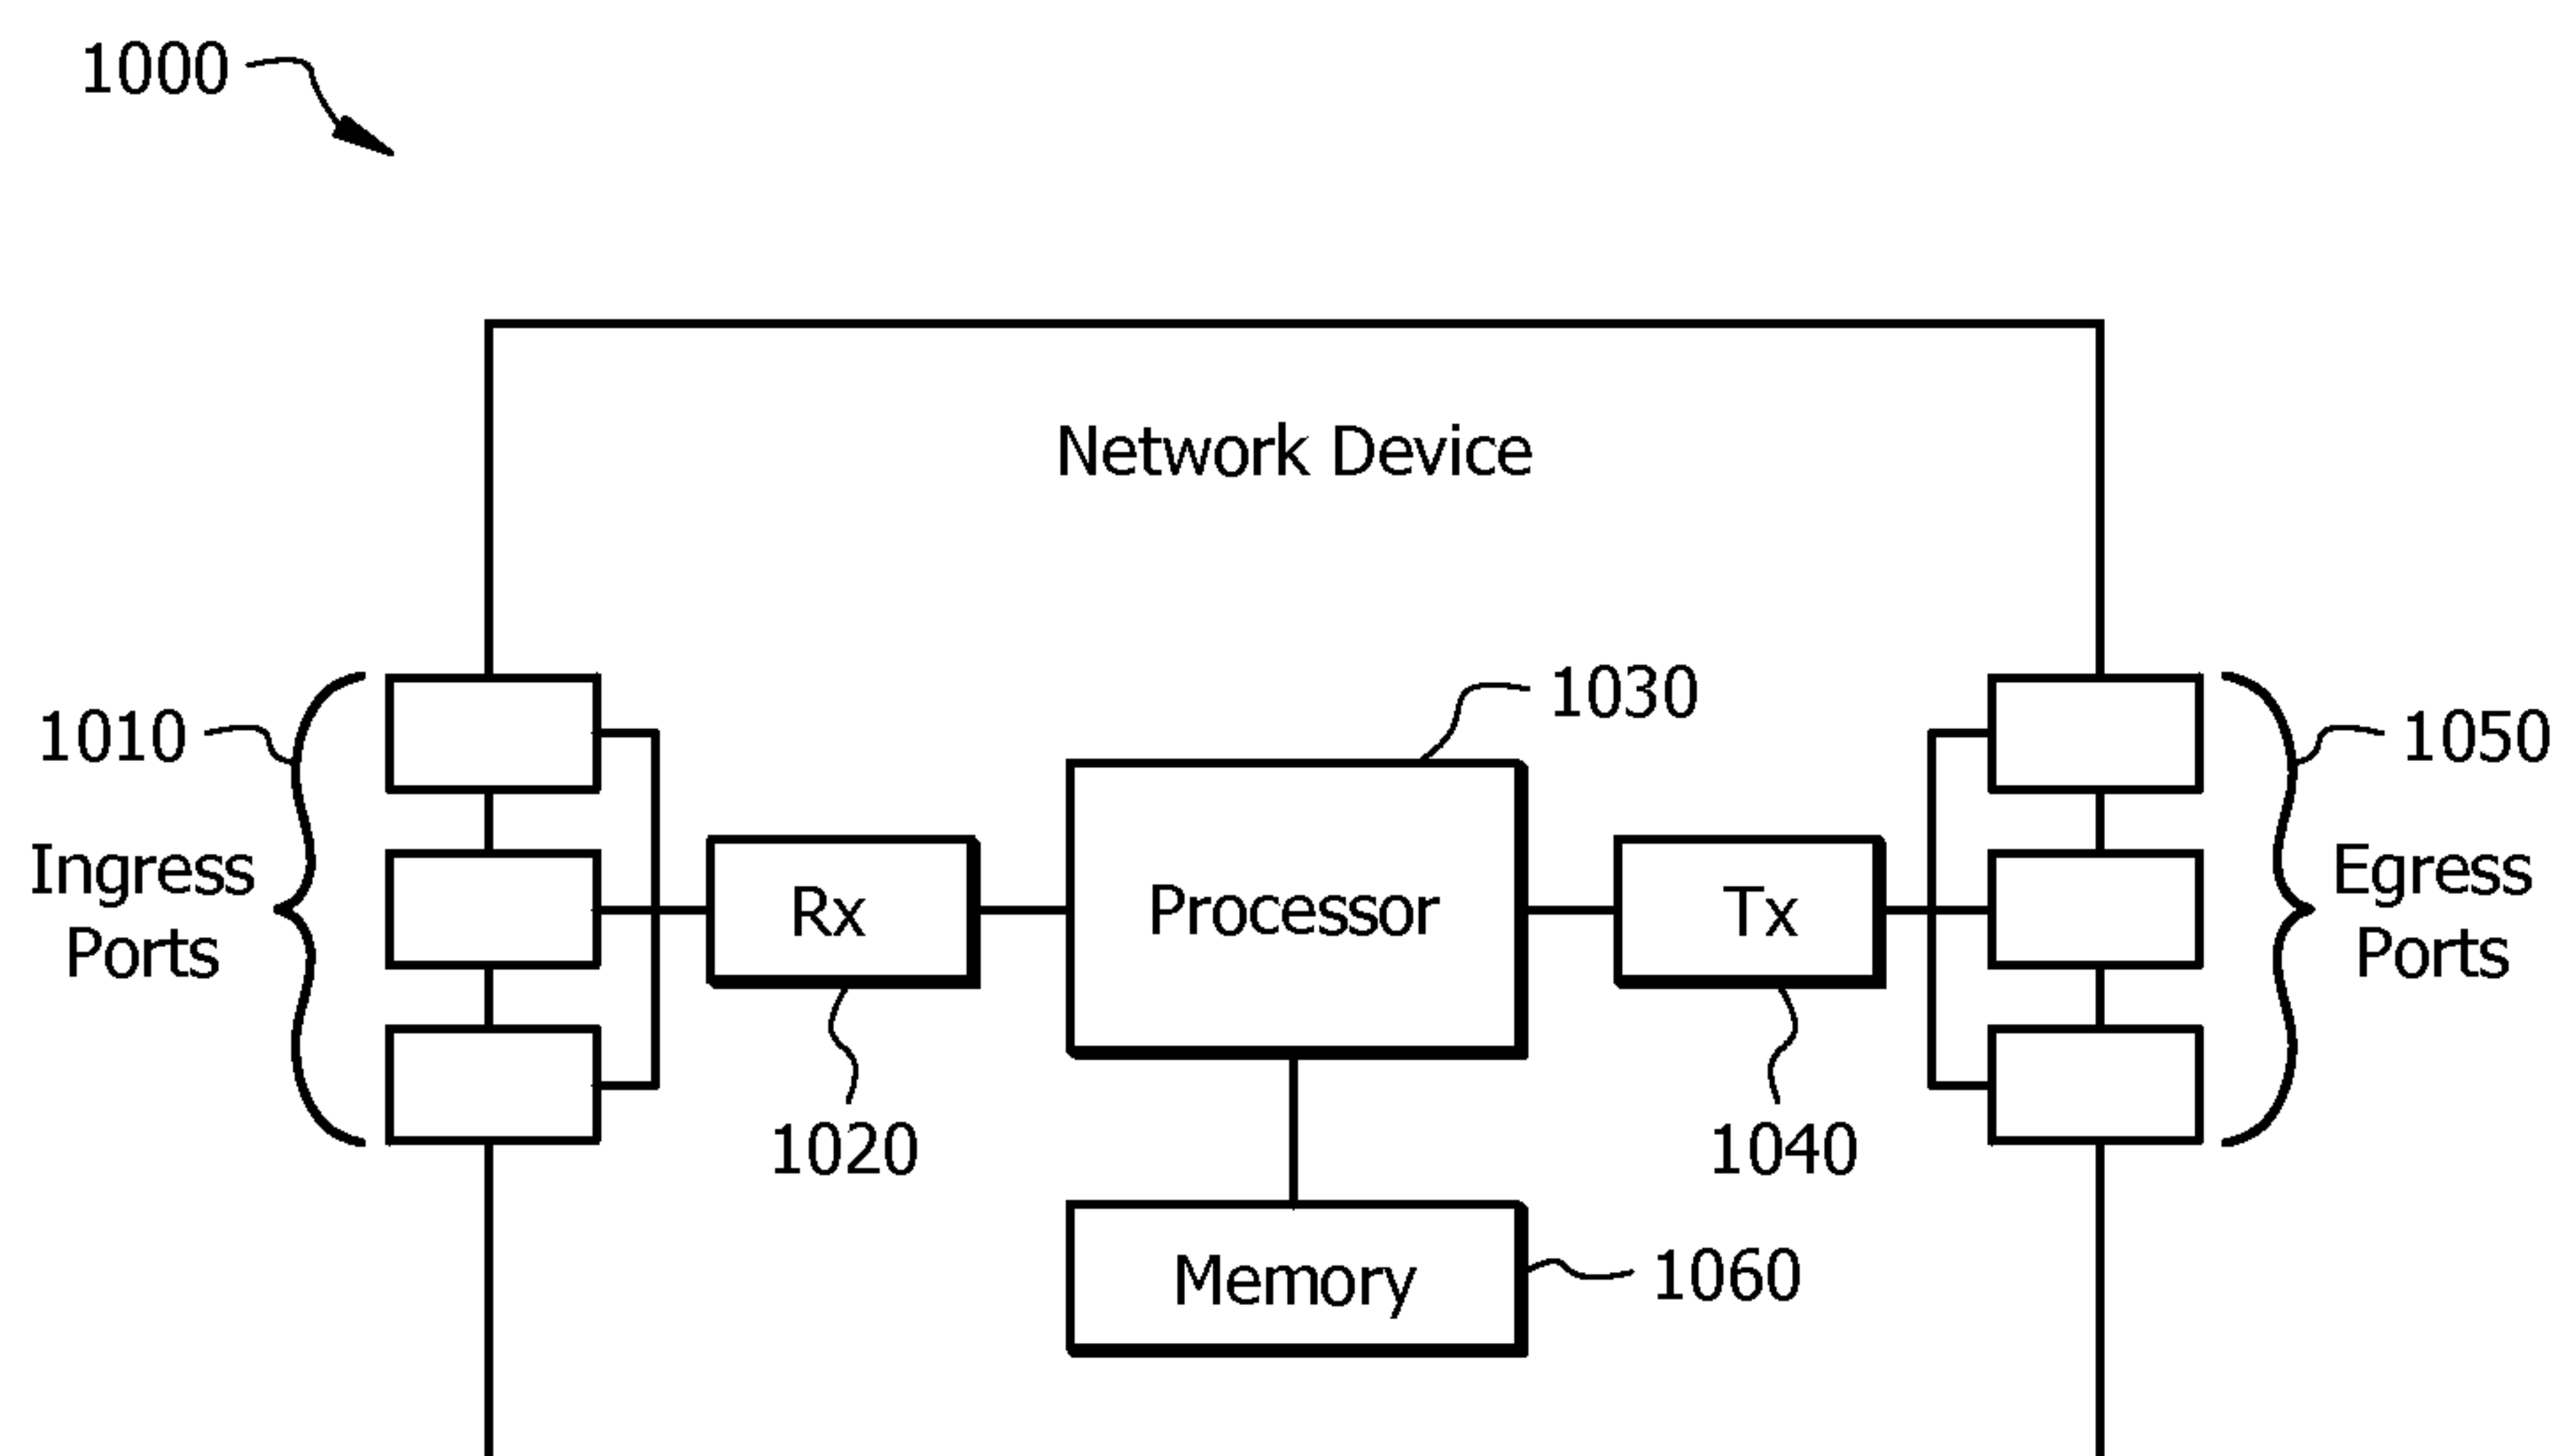 1000
Network Device
1030
1010
1050
Ingress
Ports
Rx
Processor
Tx
Egress
Ports
1020
1040
Memory
1060